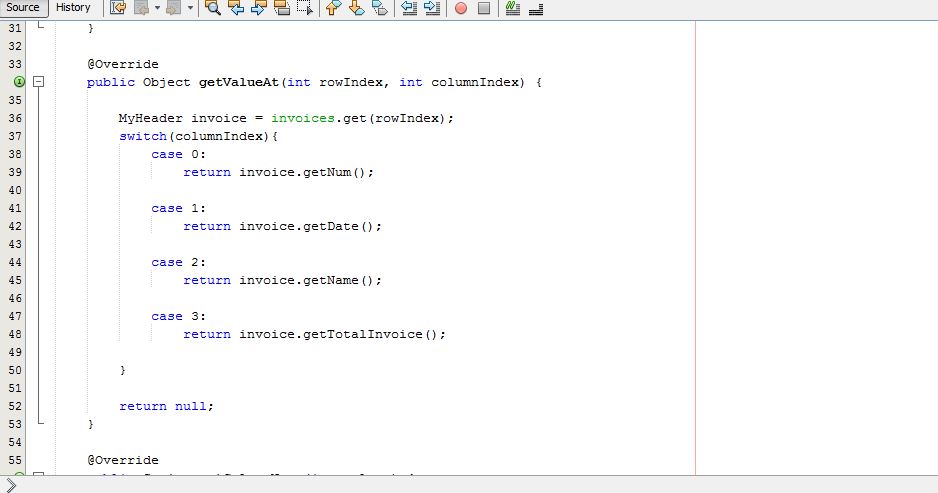 Source History
31 }
32
33 @Override
public Object getValueAt(int rowIndex, int columnIndex) {
35
36 MyHeader invoice = invoices.get(rowIndex);
37 switch(columnIndex){
38 case 0:
39 return invoice.getNum();
40
41 case 1:
42 return invoice.getDate();
43
44 case 2:
45 return invoice.getName();
46
47 case 3:
48 return invoice.getTotalInvoice();
49
50 }
51
52 return null;
53 }
54
55 @Override